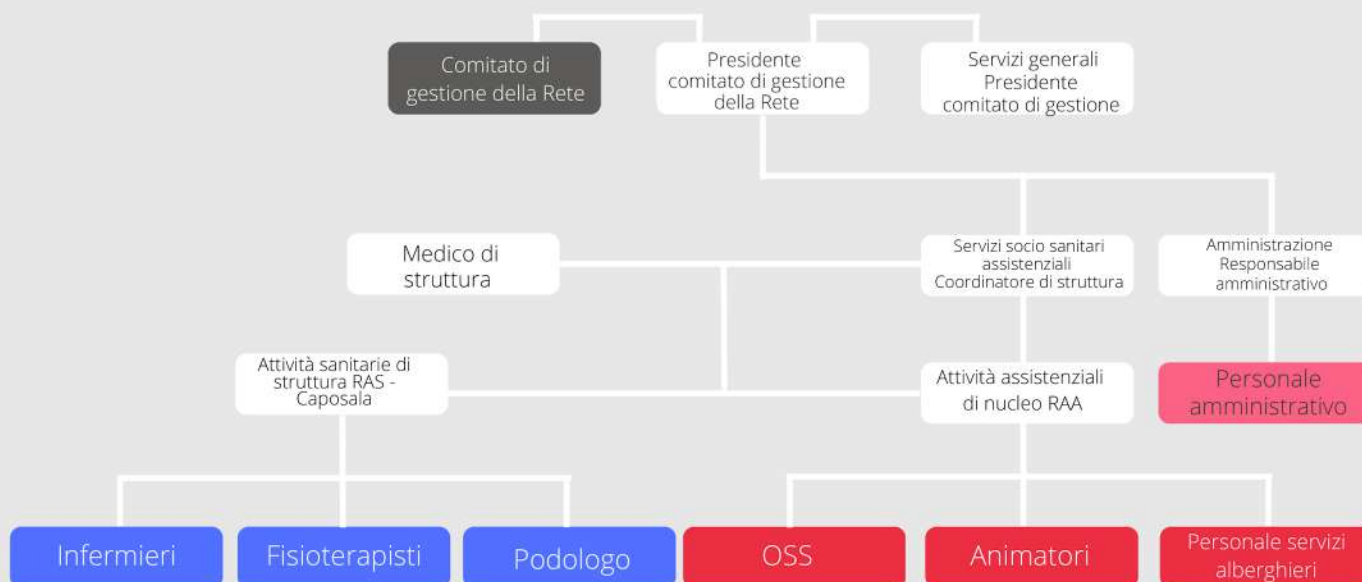 Comitato di
gestione della Rete
Presidente
comitato di gestione
della Rete
Servizi generali
Presidente
comitato di gestione
Medico di
struttura
Servizi socio sanitari
assistenziali
Coordinatore di struttura
Amministrazione
Responsabile
amministrativo
Attività sanitarie di
struttura RAS -
Caposala
Attività assistenziali
di nucleo RAA
Personale
amministrativo
Infermieri
Fisioterapisti
Podologo
OSS
Animatori
Personale servizi
alberghieri